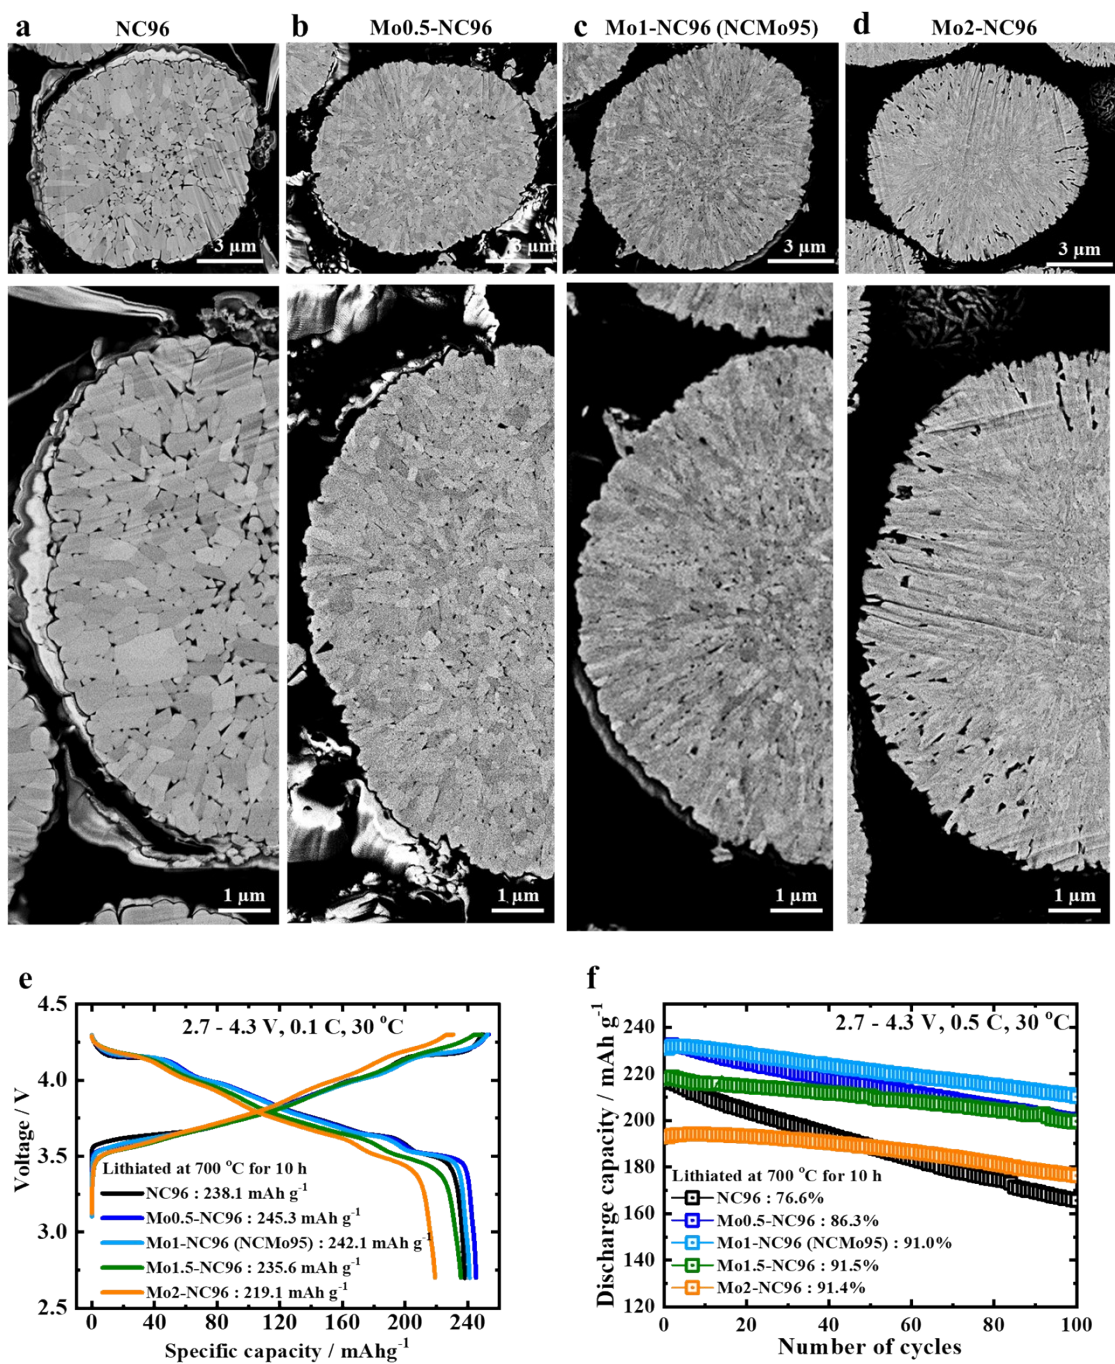 a NC96
b Mo0.5-NC96
c Mo1-NC96 (NCMo95)
d Mo2-NC96
3 μm
3 μm
3 μm
3 μm
1 μm
1 μm
1 μm
1 μm
e
2.7 - 4.3 V, 0.1 C, 30 °C
Voltage / V
4.5
4.0
3.5
3.0
2.5
Lithiated at 700 °C for 10 h
NC96 : 238.1 mAh g⁻¹
Mo0.5-NC96 : 245.3 mAh g⁻¹
Mo1-NC96 (NCMo95) : 242.1 mAh g⁻¹
Mo1.5-NC96 : 235.6 mAh g⁻¹
Mo2-NC96 : 219.1 mAh g⁻¹
0 40 80 120 160 200 240
Specific capacity / mAhg⁻¹
f
2.7 - 4.3 V, 0.5 C, 30 °C
Discharge capacity / mAh g⁻¹
240
220
200
180
160
140
120
Lithiated at 700 °C for 10 h
NC96 : 76.6%
Mo0.5-NC96 : 86.3%
Mo1-NC96 (NCMo95) : 91.0%
Mo1.5-NC96 : 91.5%
Mo2-NC96 : 91.4%
0 20 40 60 80 100
Number of cycles